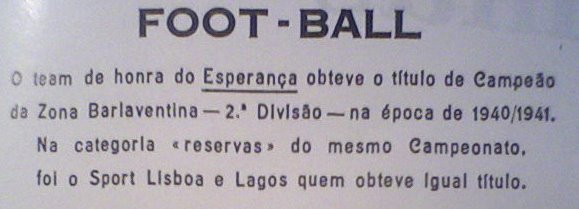 FOOT-BALL
O team de honra do Esperança obteve o título de Campeão
da Zona Barlaventina — 2.ª Divisão — na época de 1940/1941.
Na categoria «reservas» do mesmo Campeonato,
foi o Sport Lisboa e Lagos quem obteve igual título.